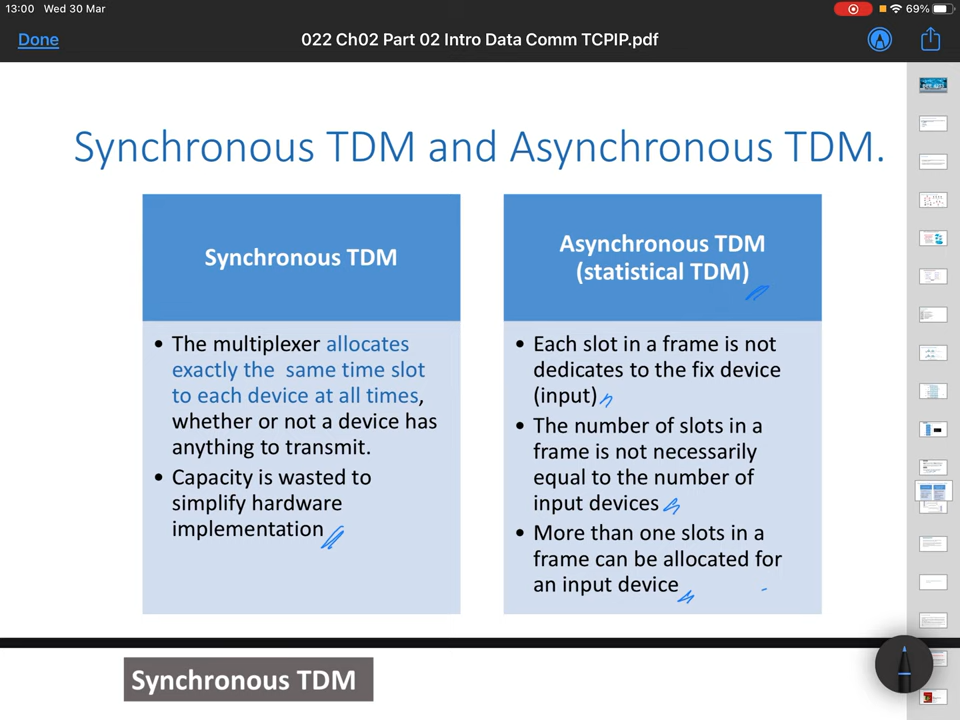 13:00 Wed 30 Mar
69%
Done
022 Ch02 Part 02 Intro Data Comm TCPIP.pdf
Synchronous TDM and Asynchronous TDM.
Synchronous TDM
• The multiplexer allocates
exactly the same time slot
to each device at all times,
whether or not a device has
anything to transmit.
• Capacity is wasted to
simplify hardware
implementation
Asynchronous TDM
(statistical TDM)
• Each slot in a frame is not
dedicates to the fix device
(input)
• The number of slots in a
frame is not necessarily
equal to the number of
input devices
• More than one slots in a
frame can be allocated for
an input device
Synchronous TDM